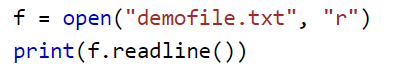 f = open("demofile.txt", "r")
print(f.readline())